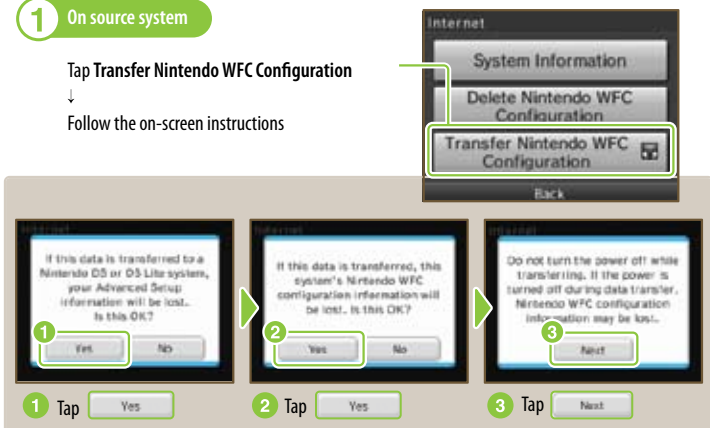 1 On source system
Tap Transfer Nintendo WFC Configuration
↓
Follow the on-screen instructions
Internet
System Information
Delete Nintendo WFC
Configuration
Transfer Nintendo WFC
Configuration
Back
Internet
If this data is transferred to a
Nintendo DS or DS Lite system,
your Advanced Setup
information will be lost.
Is this OK?
1
Yes No
1 Tap Yes
Internet
If this data is transferred, this
system's Nintendo WFC
configuration information will
be lost. Is this OK?
2
Yes No
2 Tap Yes
Internet
Do not turn the power off while
transferring. If the power is
turned off during data transfer,
Nintendo WFC configuration
information may be lost.
3
Next
3 Tap Next